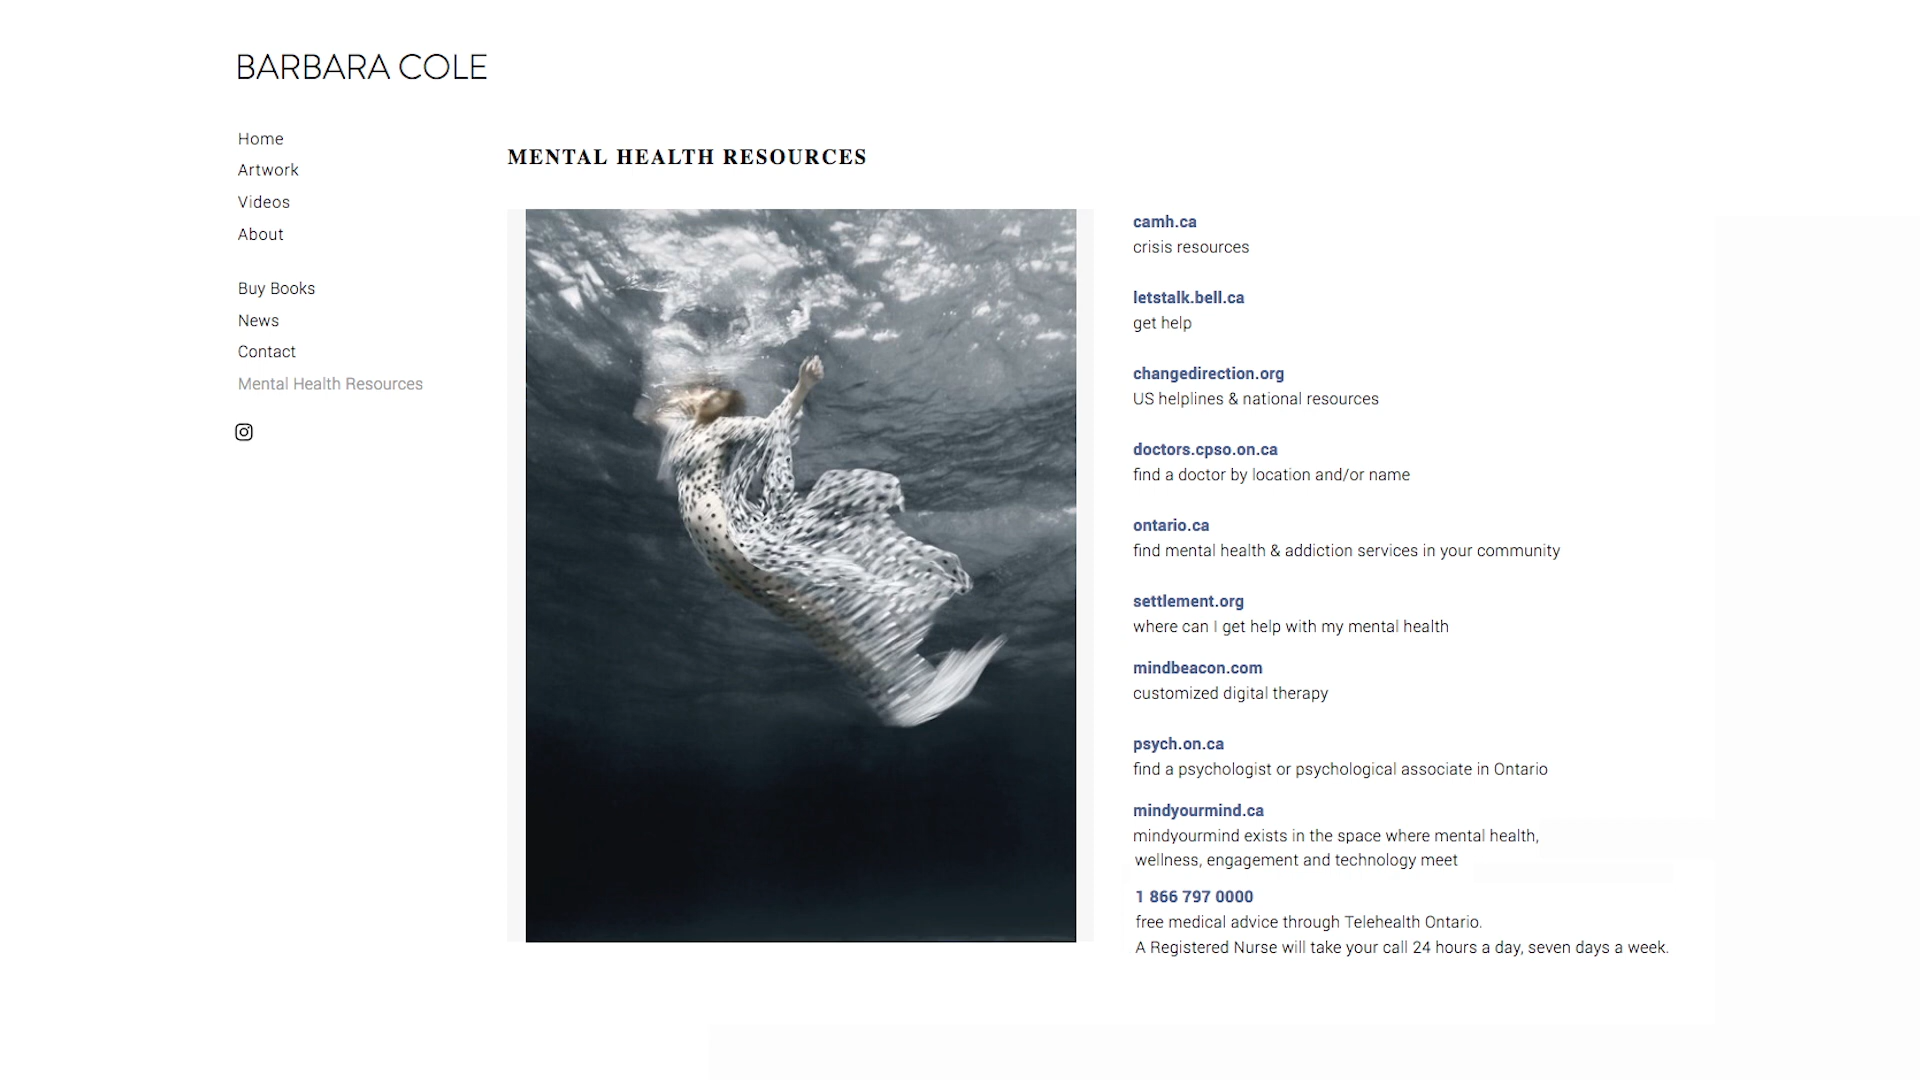 BARBARA COLE
Home
Artwork
Videos
About
Buy Books
News
Contact
Mental Health Resources
MENTAL HEALTH RESOURCES
camh.ca
crisis resources
letstalk.bell.ca
get help
changedirection.org
US helplines & national resources
doctors.cpso.on.ca
find a doctor by location and/or name
ontario.ca
find mental health & addiction services in your community
settlement.org
where can I get help with my mental health
mindbeacon.com
customized digital therapy
psych.on.ca
find a psychologist or psychological associate in Ontario
mindyourmind.ca
mindyourmind exists in the space where mental health,
wellness, engagement and technology meet
1 866 797 0000
free medical advice through Telehealth Ontario.
A Registered Nurse will take your call 24 hours a day, seven days a week.